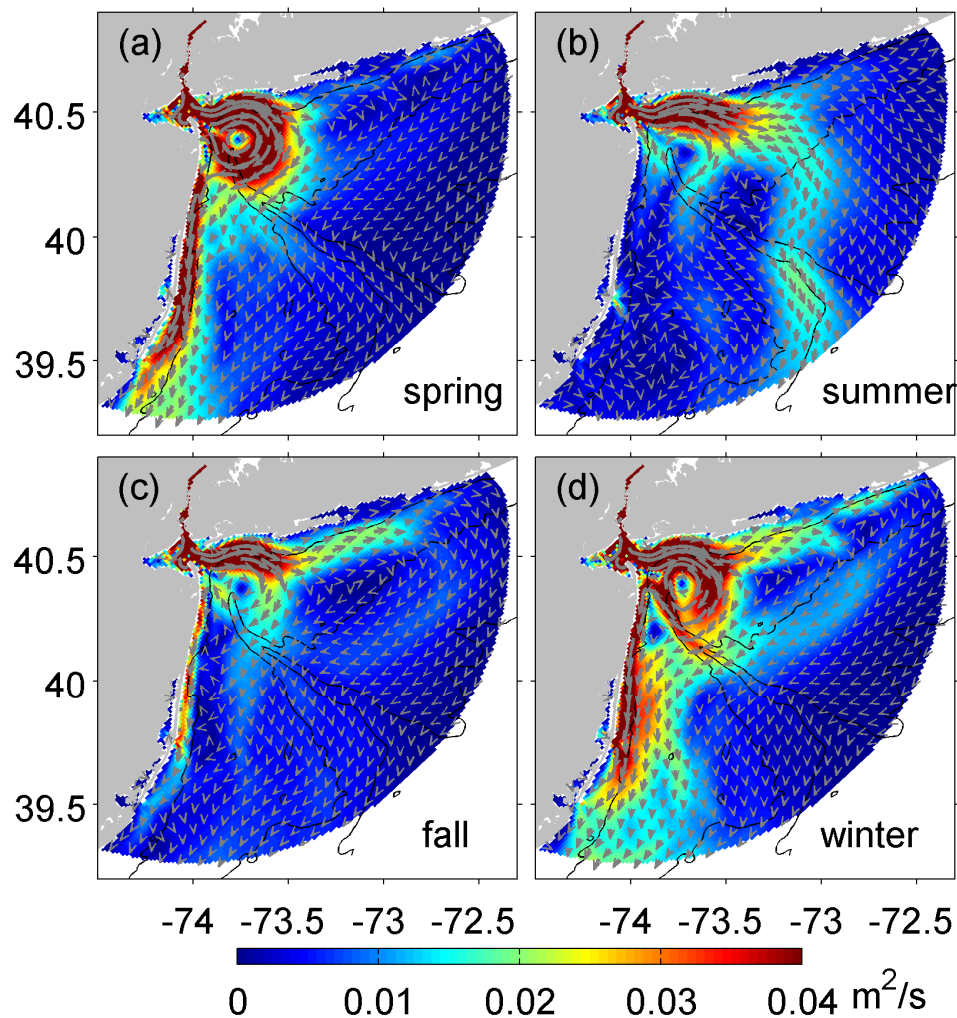 (a) (b)
40.5
40
39.5
spring summer
(c) (d)
40.5
40
39.5
fall winter
-74 -73.5 -73 -72.5 -74 -73.5 -73 -72.5
0 0.01 0.02 0.03 0.04 m²/s